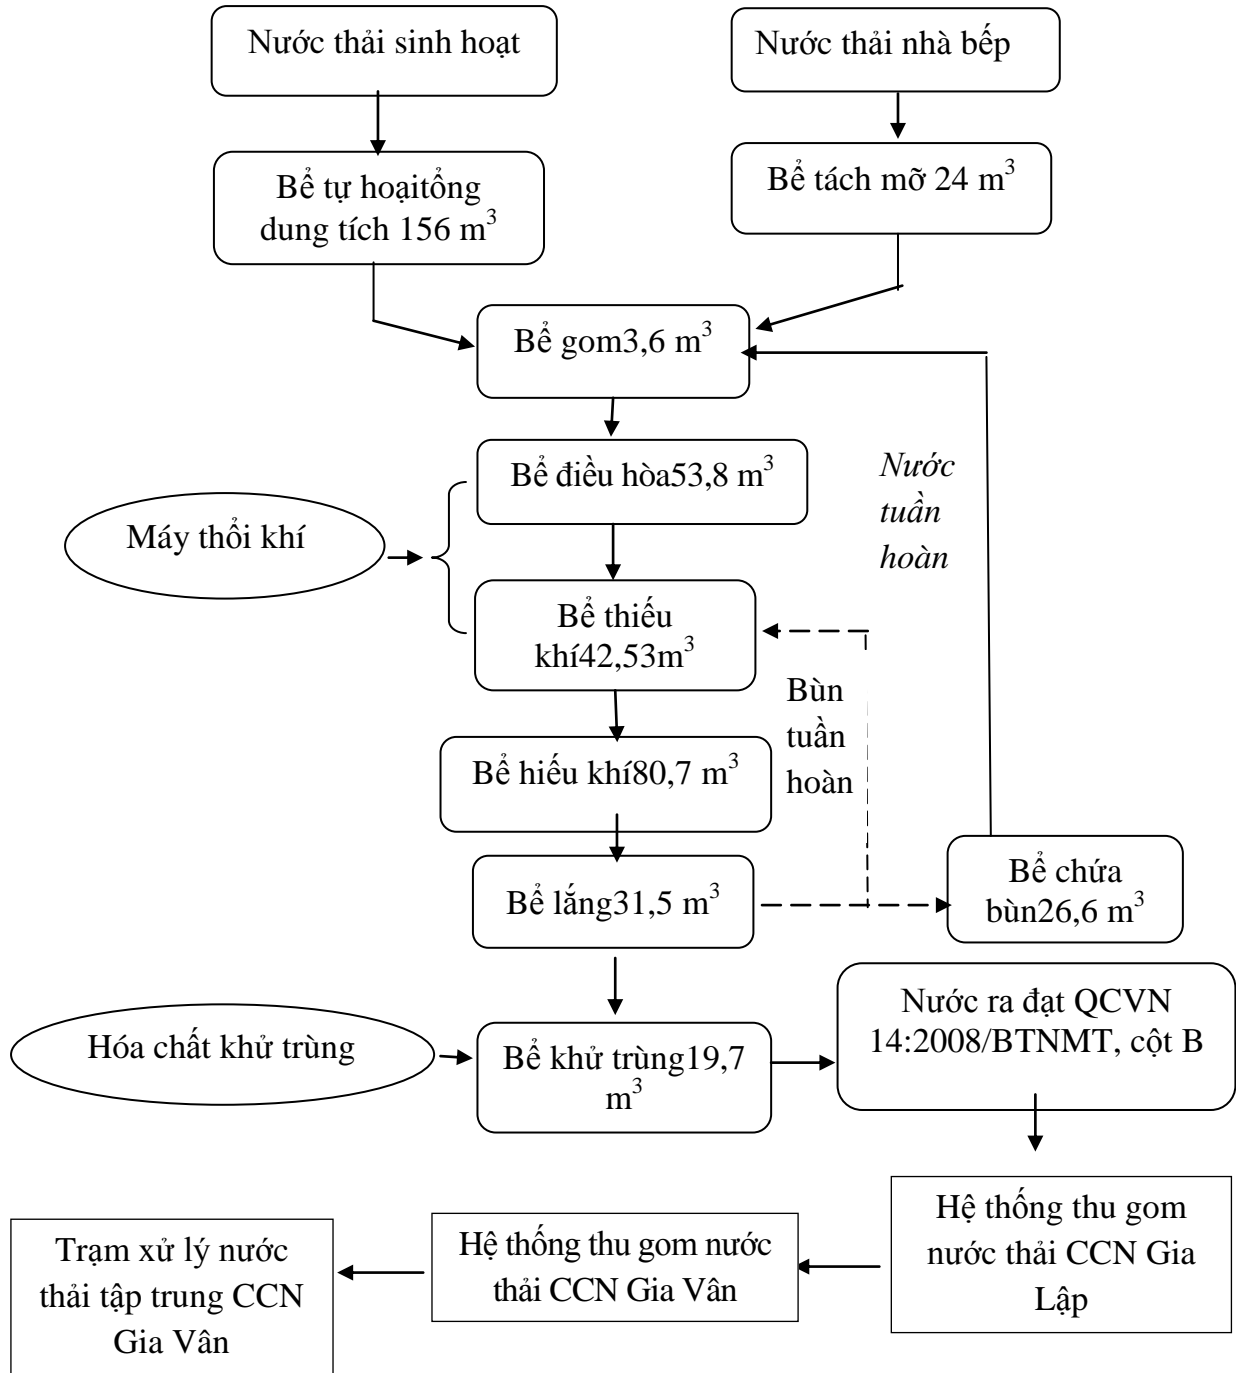 Nước thải sinh hoạt
Nước thải nhà bếp
Bể tự hoạitổng
dung tích 156 m³
Bể tách mỡ 24 m³
Bể gom3,6 m³
Bể điều hòa53,8 m³
Nước
tuần
hoàn
Máy thổi khí
Bể thiếu
khí42,53m³
Bùn
tuần
hoàn
Bể hiếu khí80,7 m³
Bể lắng31,5 m³
Bể chứa
bùn26,6 m³
Nước ra đạt QCVN
14:2008/BTNMT, cột B
Hóa chất khử trùng
Bể khử trùng19,7
m³
Hệ thống thu gom
nước thải CCN Gia
Lập
Hệ thống thu gom nước
thải CCN Gia Vân
Trạm xử lý nước
thải tập trung CCN
Gia Vân